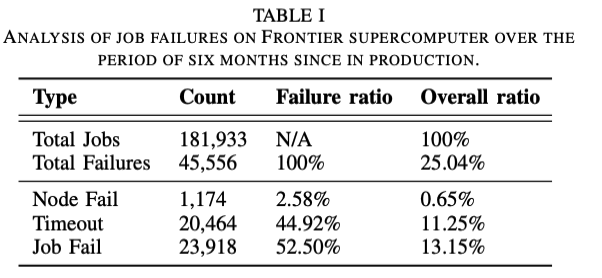 TABLE I
ANALYSIS OF JOB FAILURES ON FRONTIER SUPERCOMPUTER OVER THE
PERIOD OF SIX MONTHS SINCE IN PRODUCTION.
Type Count Failure ratio Overall ratio
Total Jobs 181,933 N/A 100%
Total Failures 45,556 100% 25.04%
Node Fail 1,174 2.58% 0.65%
Timeout 20,464 44.92% 11.25%
Job Fail 23,918 52.50% 13.15%